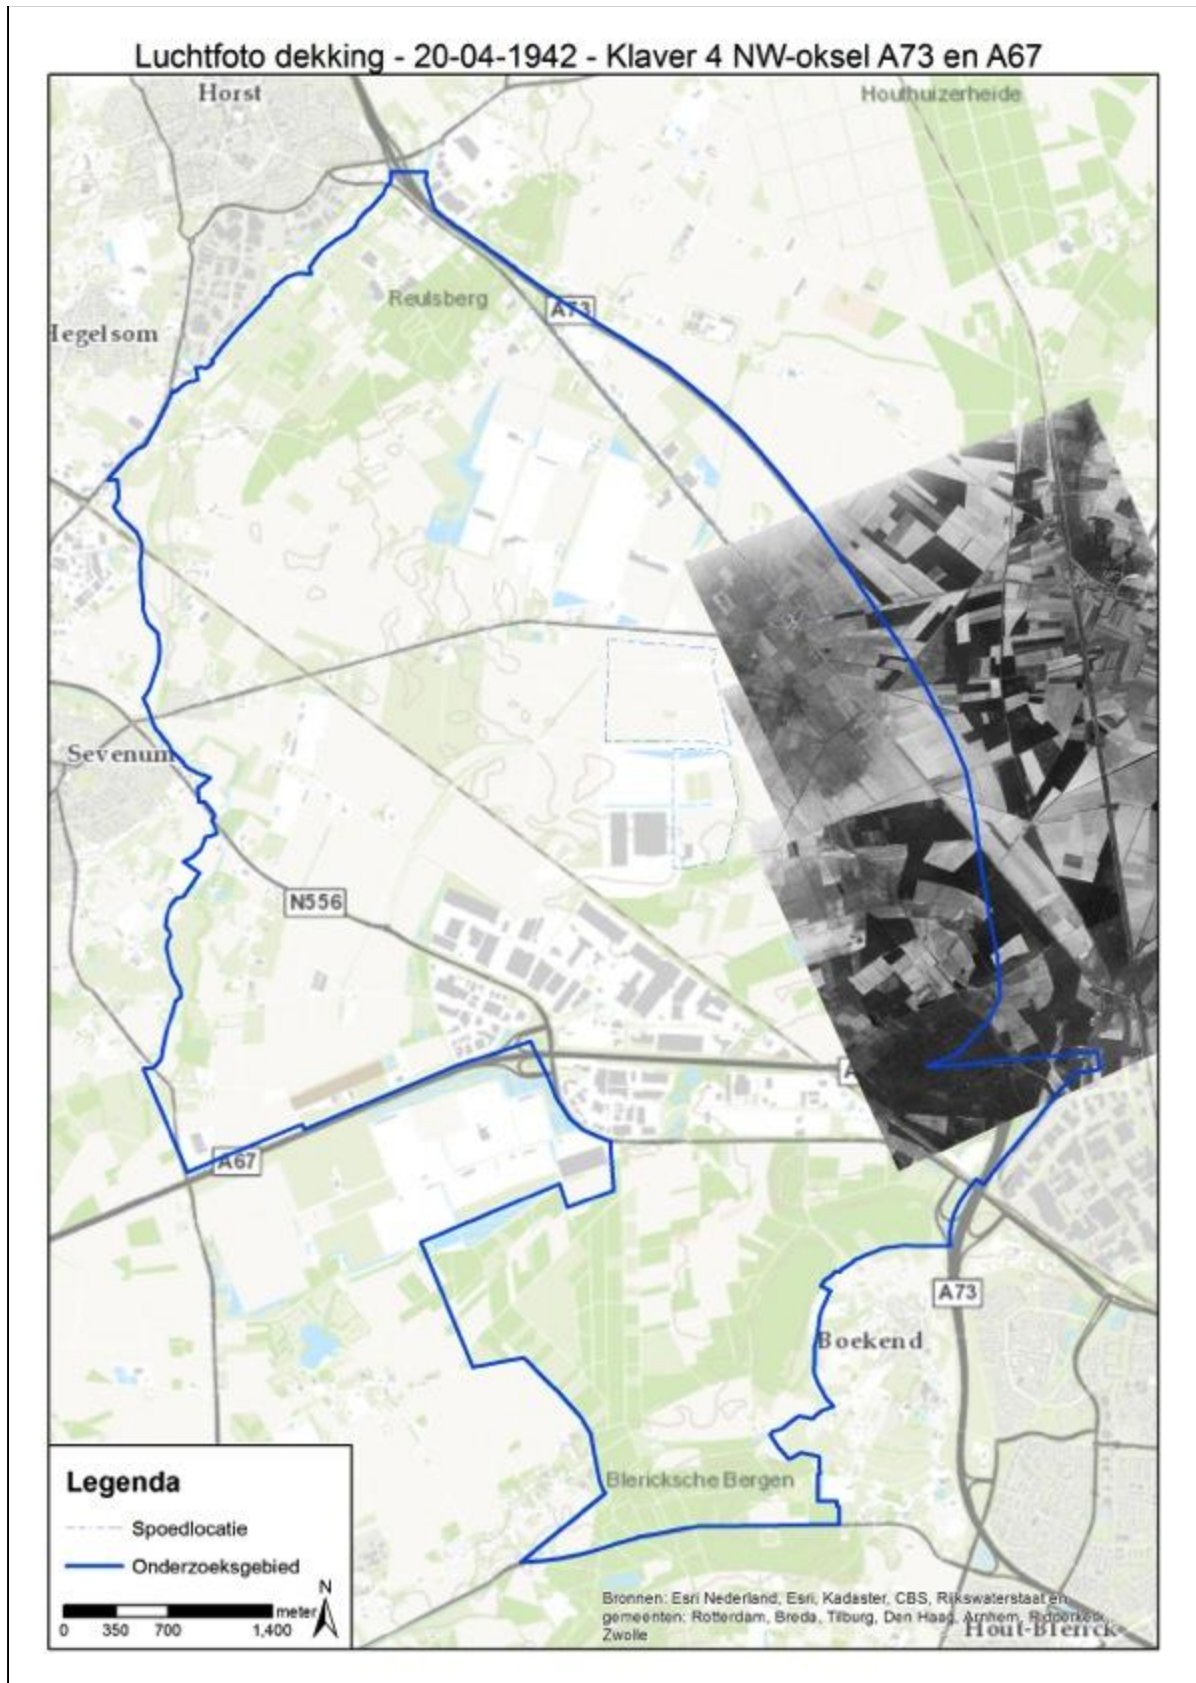 Luchtfoto dekking - 20-04-1942 - Klaver 4 NW-oksel A73 en A67
Horst
Houthuizerheide
Reulsberg
A73
Hegelsom
Sevenum
N556
A
A67
A73
Boekend
Blericksche Bergen
Legenda
Spoedlocatie
Onderzoeksgebied
N
meter
0 350 700 1,400
Bronnen: Esri Nederland, Esri, Kadaster, CBS, Rijkswaterstaat en
gemeenten: Rotterdam, Breda, Tilburg, Den Haag, Arnhem, Ridderkerk,
Zwolle
Hout-Blerick